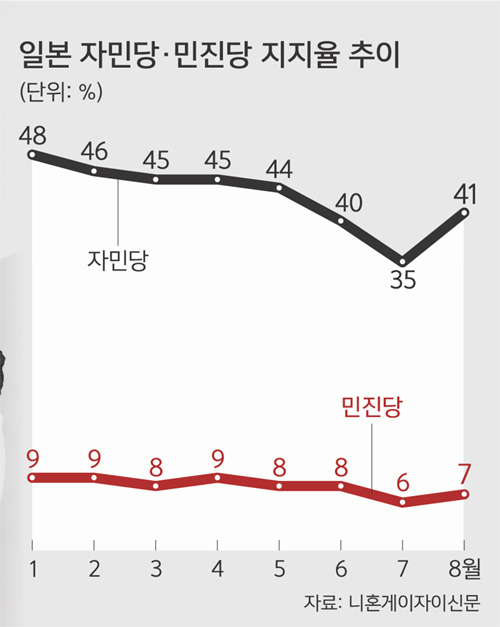 일본 자민당·민진당 지지율 추이
(단위: %)
48 46 45 45 44 40 35 41
자민당
민진당
9 9 8 9 8 8 6 7
1 2 3 4 5 6 7 8월
자료: 니혼게이자이신문